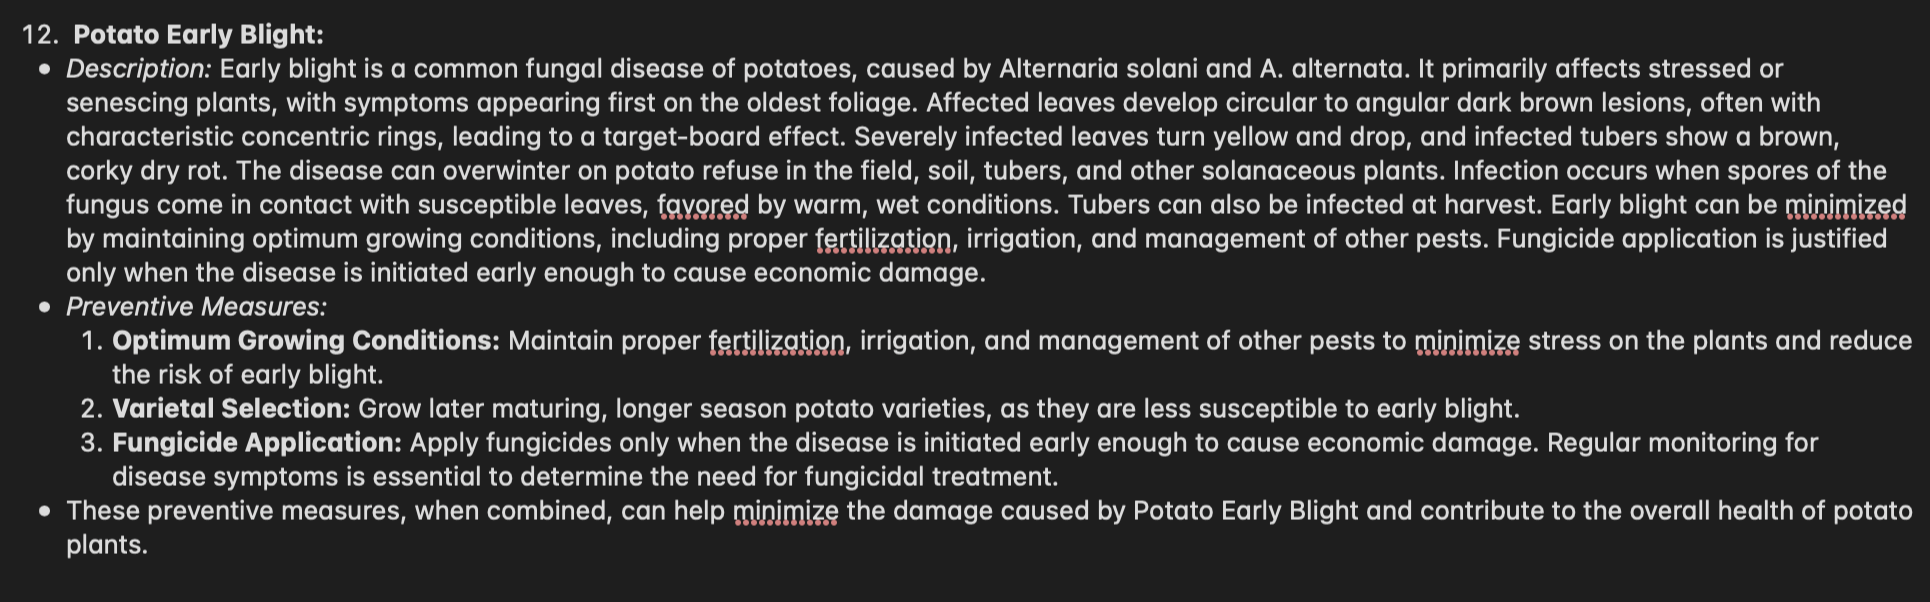 12. Potato Early Blight:
• Description: Early blight is a common fungal disease of potatoes, caused by Alternaria solani and A. alternata. It primarily affects stressed or
senescing plants, with symptoms appearing first on the oldest foliage. Affected leaves develop circular to angular dark brown lesions, often with
characteristic concentric rings, leading to a target-board effect. Severely infected leaves turn yellow and drop, and infected tubers show a brown,
corky dry rot. The disease can overwinter on potato refuse in the field, soil, tubers, and other solanaceous plants. Infection occurs when spores of the
fungus come in contact with susceptible leaves, favored by warm, wet conditions. Tubers can also be infected at harvest. Early blight can be minimized
by maintaining optimum growing conditions, including proper fertilization, irrigation, and management of other pests. Fungicide application is justified
only when the disease is initiated early enough to cause economic damage.
• Preventive Measures:
1. Optimum Growing Conditions: Maintain proper fertilization, irrigation, and management of other pests to minimize stress on the plants and reduce
the risk of early blight.
2. Varietal Selection: Grow later maturing, longer season potato varieties, as they are less susceptible to early blight.
3. Fungicide Application: Apply fungicides only when the disease is initiated early enough to cause economic damage. Regular monitoring for
disease symptoms is essential to determine the need for fungicidal treatment.
• These preventive measures, when combined, can help minimize the damage caused by Potato Early Blight and contribute to the overall health of potato
plants.